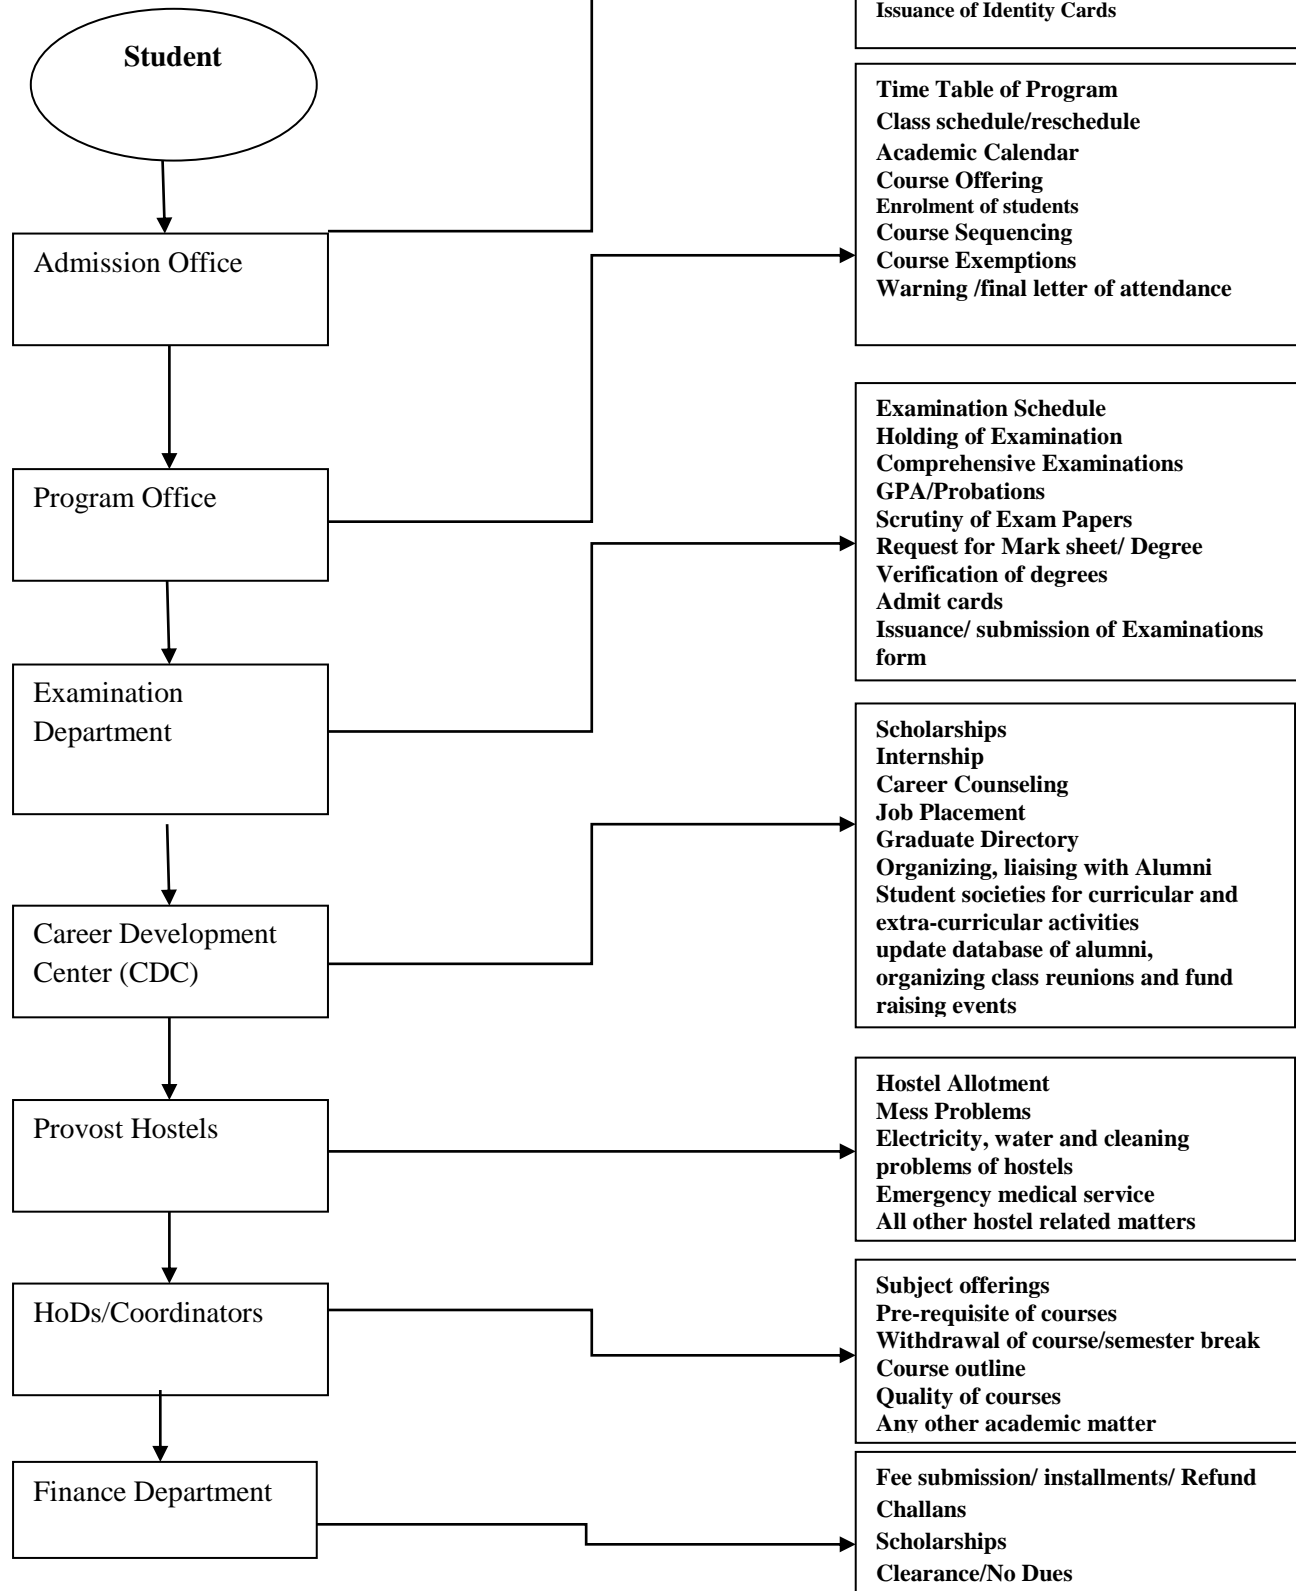 Issuance of Identity Cards
Student
Time Table of Program
Class schedule/reschedule
Academic Calendar
Course Offering
Enrolment of students
Course Sequencing
Course Exemptions
Warning /final letter of attendance
Admission Office
Program Office
Examination Schedule
Holding of Examination
Comprehensive Examinations
GPA/Probations
Scrutiny of Exam Papers
Request for Mark sheet/ Degree
Verification of degrees
Admit cards
Issuance/ submission of Examinations
form
Examination
Department
Scholarships
Internship
Career Counseling
Job Placement
Graduate Directory
Organizing, liaising with Alumni
Student societies for curricular and
extra-curricular activities
update database of alumni,
organizing class reunions and fund
raising events
Career Development
Center (CDC)
Provost Hostels
Hostel Allotment
Mess Problems
Electricity, water and cleaning
problems of hostels
Emergency medical service
All other hostel related matters
HoDs/Coordinators
Subject offerings
Pre-requisite of courses
Withdrawal of course/semester break
Course outline
Quality of courses
Any other academic matter
Finance Department
Fee submission/ installments/ Refund
Challans
Scholarships
Clearance/No Dues